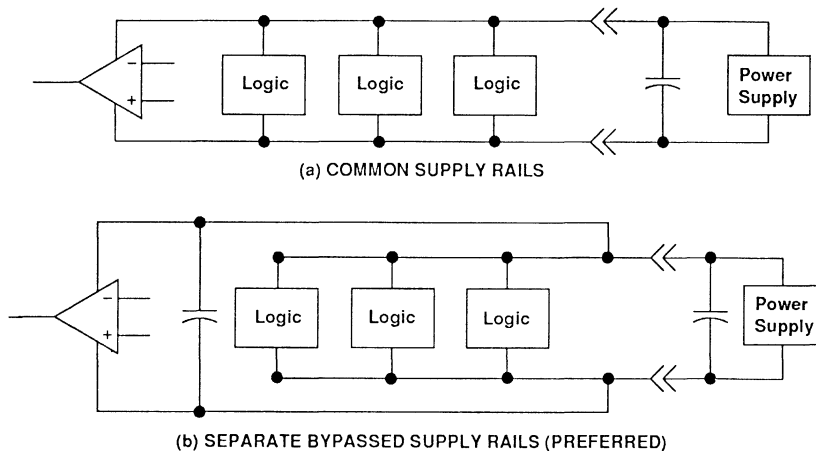 −
+
Logic
Logic
Logic
Power
Supply
(a) COMMON SUPPLY RAILS
−
+
Logic
Logic
Logic
Power
Supply
(b) SEPARATE BYPASSED SUPPLY RAILS (PREFERRED)